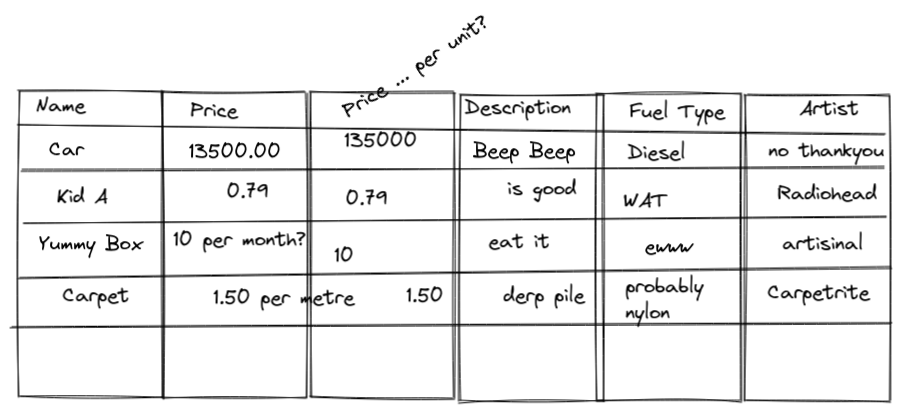 Price ... per unit?
Name Price Description Fuel Type Artist
Car 13500.00 135000 Beep Beep Diesel no thankyou
Kid A 0.79 0.79 is good WAT Radiohead
Yummy Box 10 per month? 10 eat it ewww artisinal
Carpet 1.50 per metre 1.50 derp pile probably nylon Carpetrite